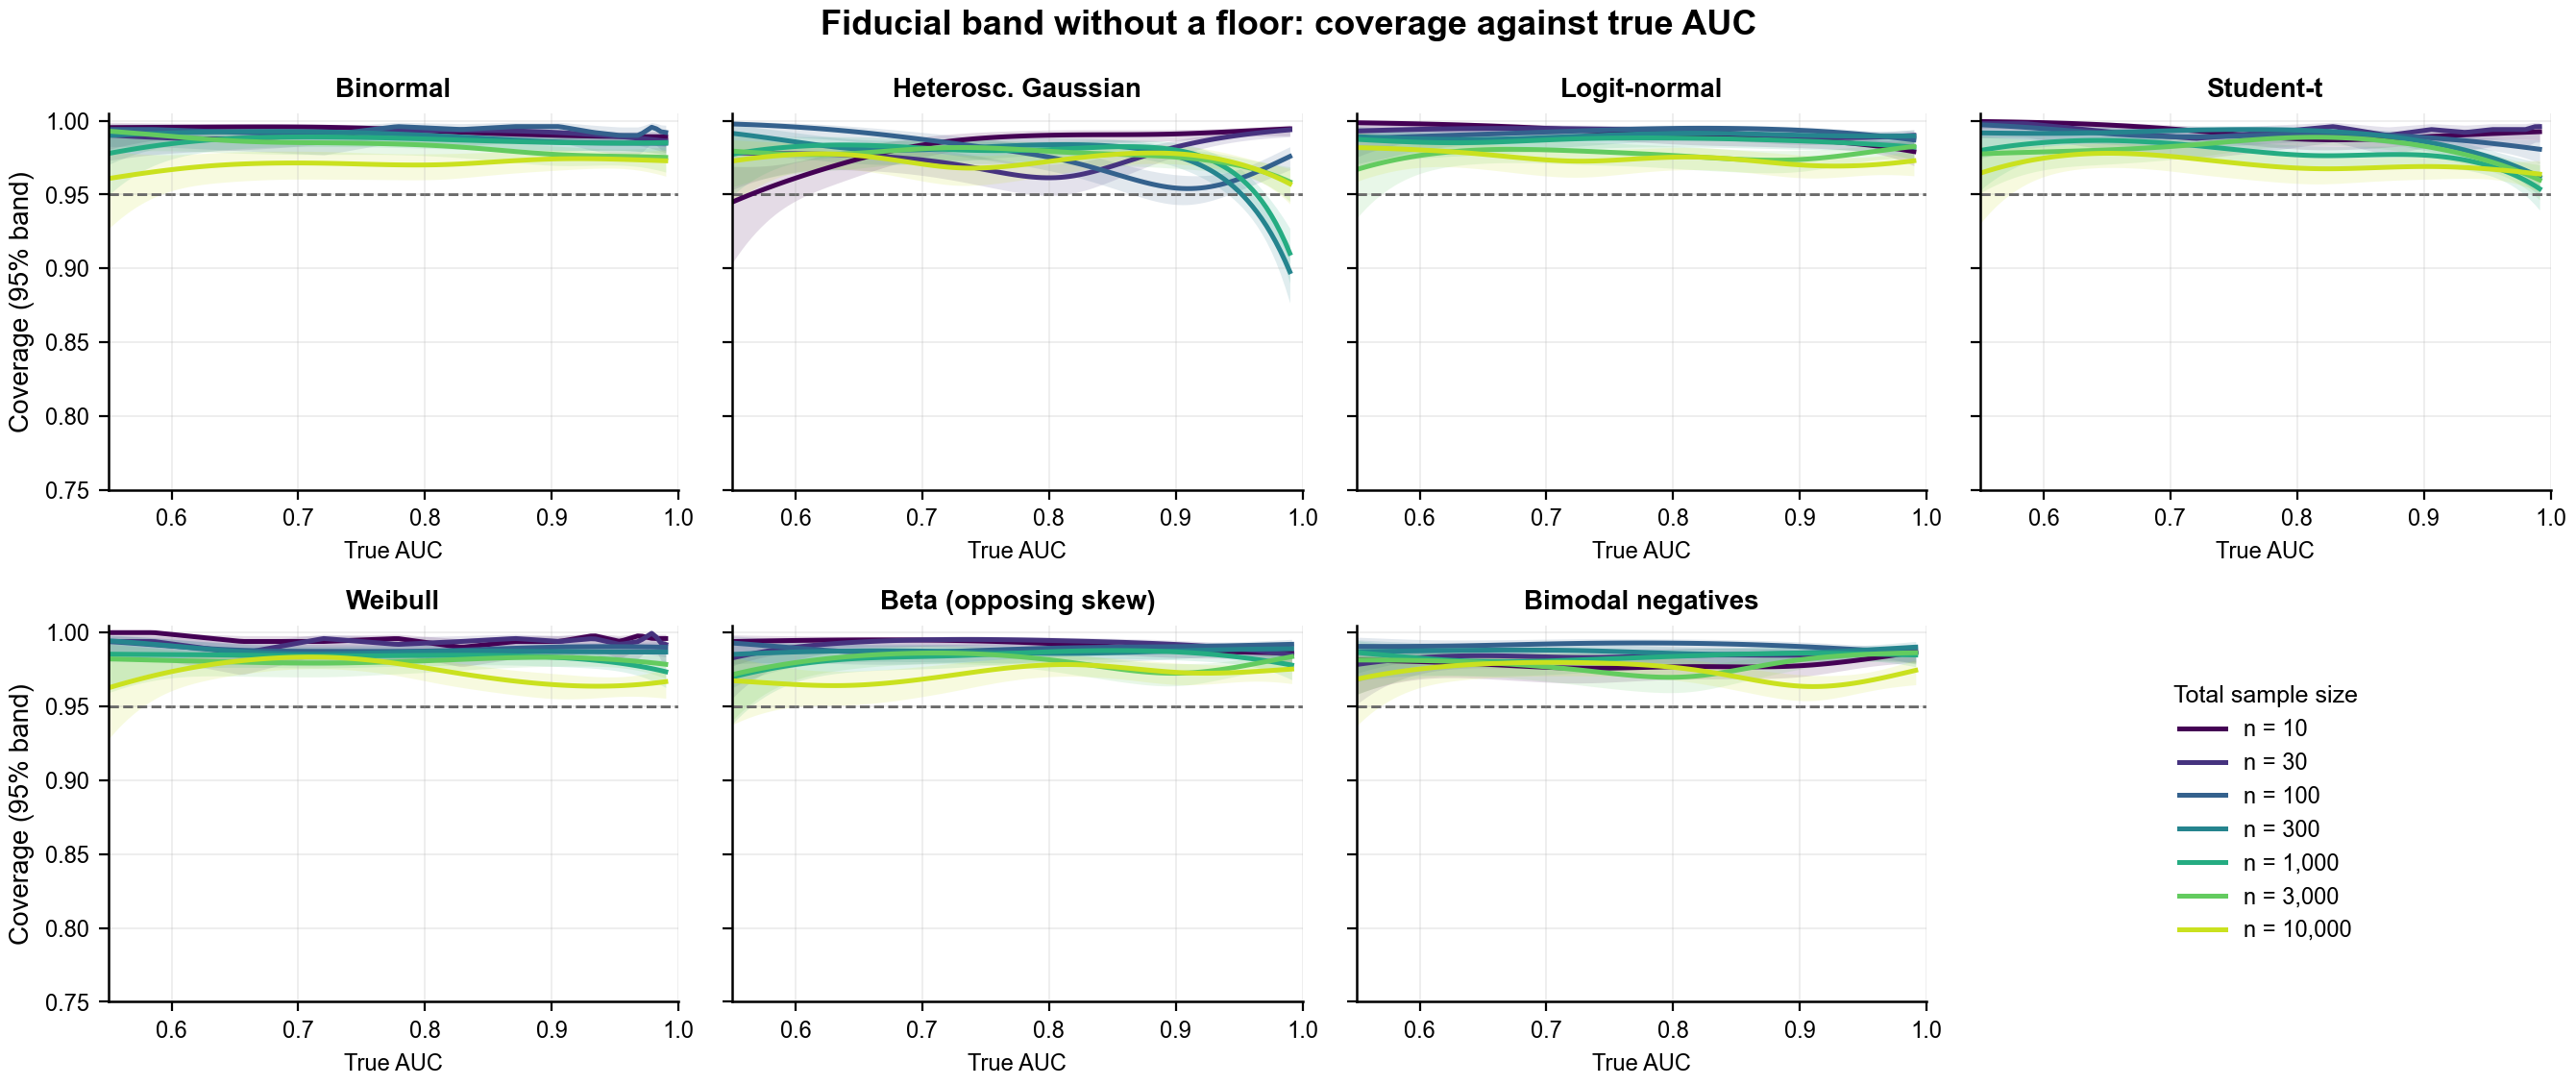 Fiducial band without a floor: coverage against true AUC
Binormal
Heterosc. Gaussian
Logit-normal
Student-t
Coverage (95% band)
1.00
0.95
0.90
0.85
0.80
0.75
0.6 0.7 0.8 0.9 1.0
0.6 0.7 0.8 0.9 1.0
0.6 0.7 0.8 0.9 1.0
0.6 0.7 0.8 0.9 1.0
True AUC
True AUC
True AUC
True AUC
Weibull
Beta (opposing skew)
Bimodal negatives
Coverage (95% band)
1.00
0.95
0.90
0.85
0.80
0.75
0.6 0.7 0.8 0.9 1.0
0.6 0.7 0.8 0.9 1.0
0.6 0.7 0.8 0.9 1.0
True AUC
True AUC
True AUC
Total sample size
n = 10
n = 30
n = 100
n = 300
n = 1,000
n = 3,000
n = 10,000